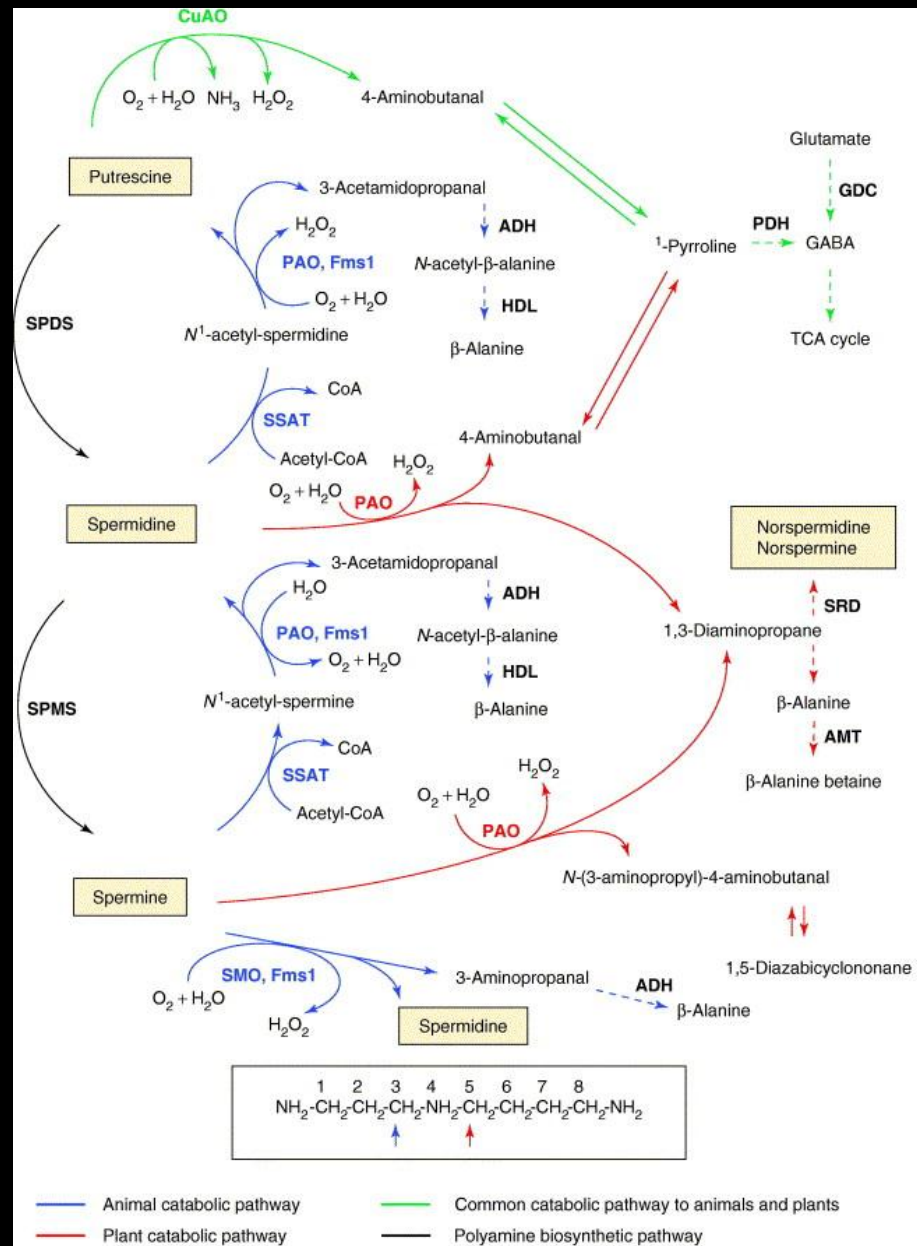 CuAO
O₂ + H₂O NH₃ H₂O₂
4-Aminobutanal
Glutamate
GDC
Putrescine
3-Acetamidopropanal
H₂O₂
ADH
PDH
¹-Pyrroline
GABA
PAO, Fms1
N-acetyl-β-alanine
O₂ + H₂O
HDL
SPDS
N¹-acetyl-spermidine
β-Alanine
TCA cycle
CoA
SSAT
4-Aminobutanal
Acetyl-CoA
H₂O₂
O₂ + H₂O
PAO
Spermidine
Norspermidine
Norspermine
3-Acetamidopropanal
H₂O
ADH
SRD
PAO, Fms1
N-acetyl-β-alanine
1,3-Diaminopropane
O₂ + H₂O
HDL
N¹-acetyl-spermine
β-Alanine
β-Alanine
SPMS
AMT
CoA
SSAT
H₂O₂
β-Alanine betaine
Acetyl-CoA
O₂ + H₂O
PAO
N-(3-aminopropyl)-4-aminobutanal
Spermine
1,5-Diazabicyclononane
SMO, Fms1
3-Aminopropanal
ADH
O₂ + H₂O
β-Alanine
H₂O₂
Spermidine
1 2 3 4 5 6 7 8
NH₂-CH₂-CH₂-CH₂-NH-CH₂-CH₂-CH₂-CH₂-NH₂
Animal catabolic pathway
Common catabolic pathway to animals and plants
Plant catabolic pathway
Polyamine biosynthetic pathway